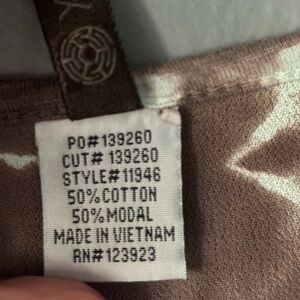 PO#139260
CUT# 139260
STYLE#11946
50%COTTON
50%MODAL
MADE IN VIETNAM
RN#123923